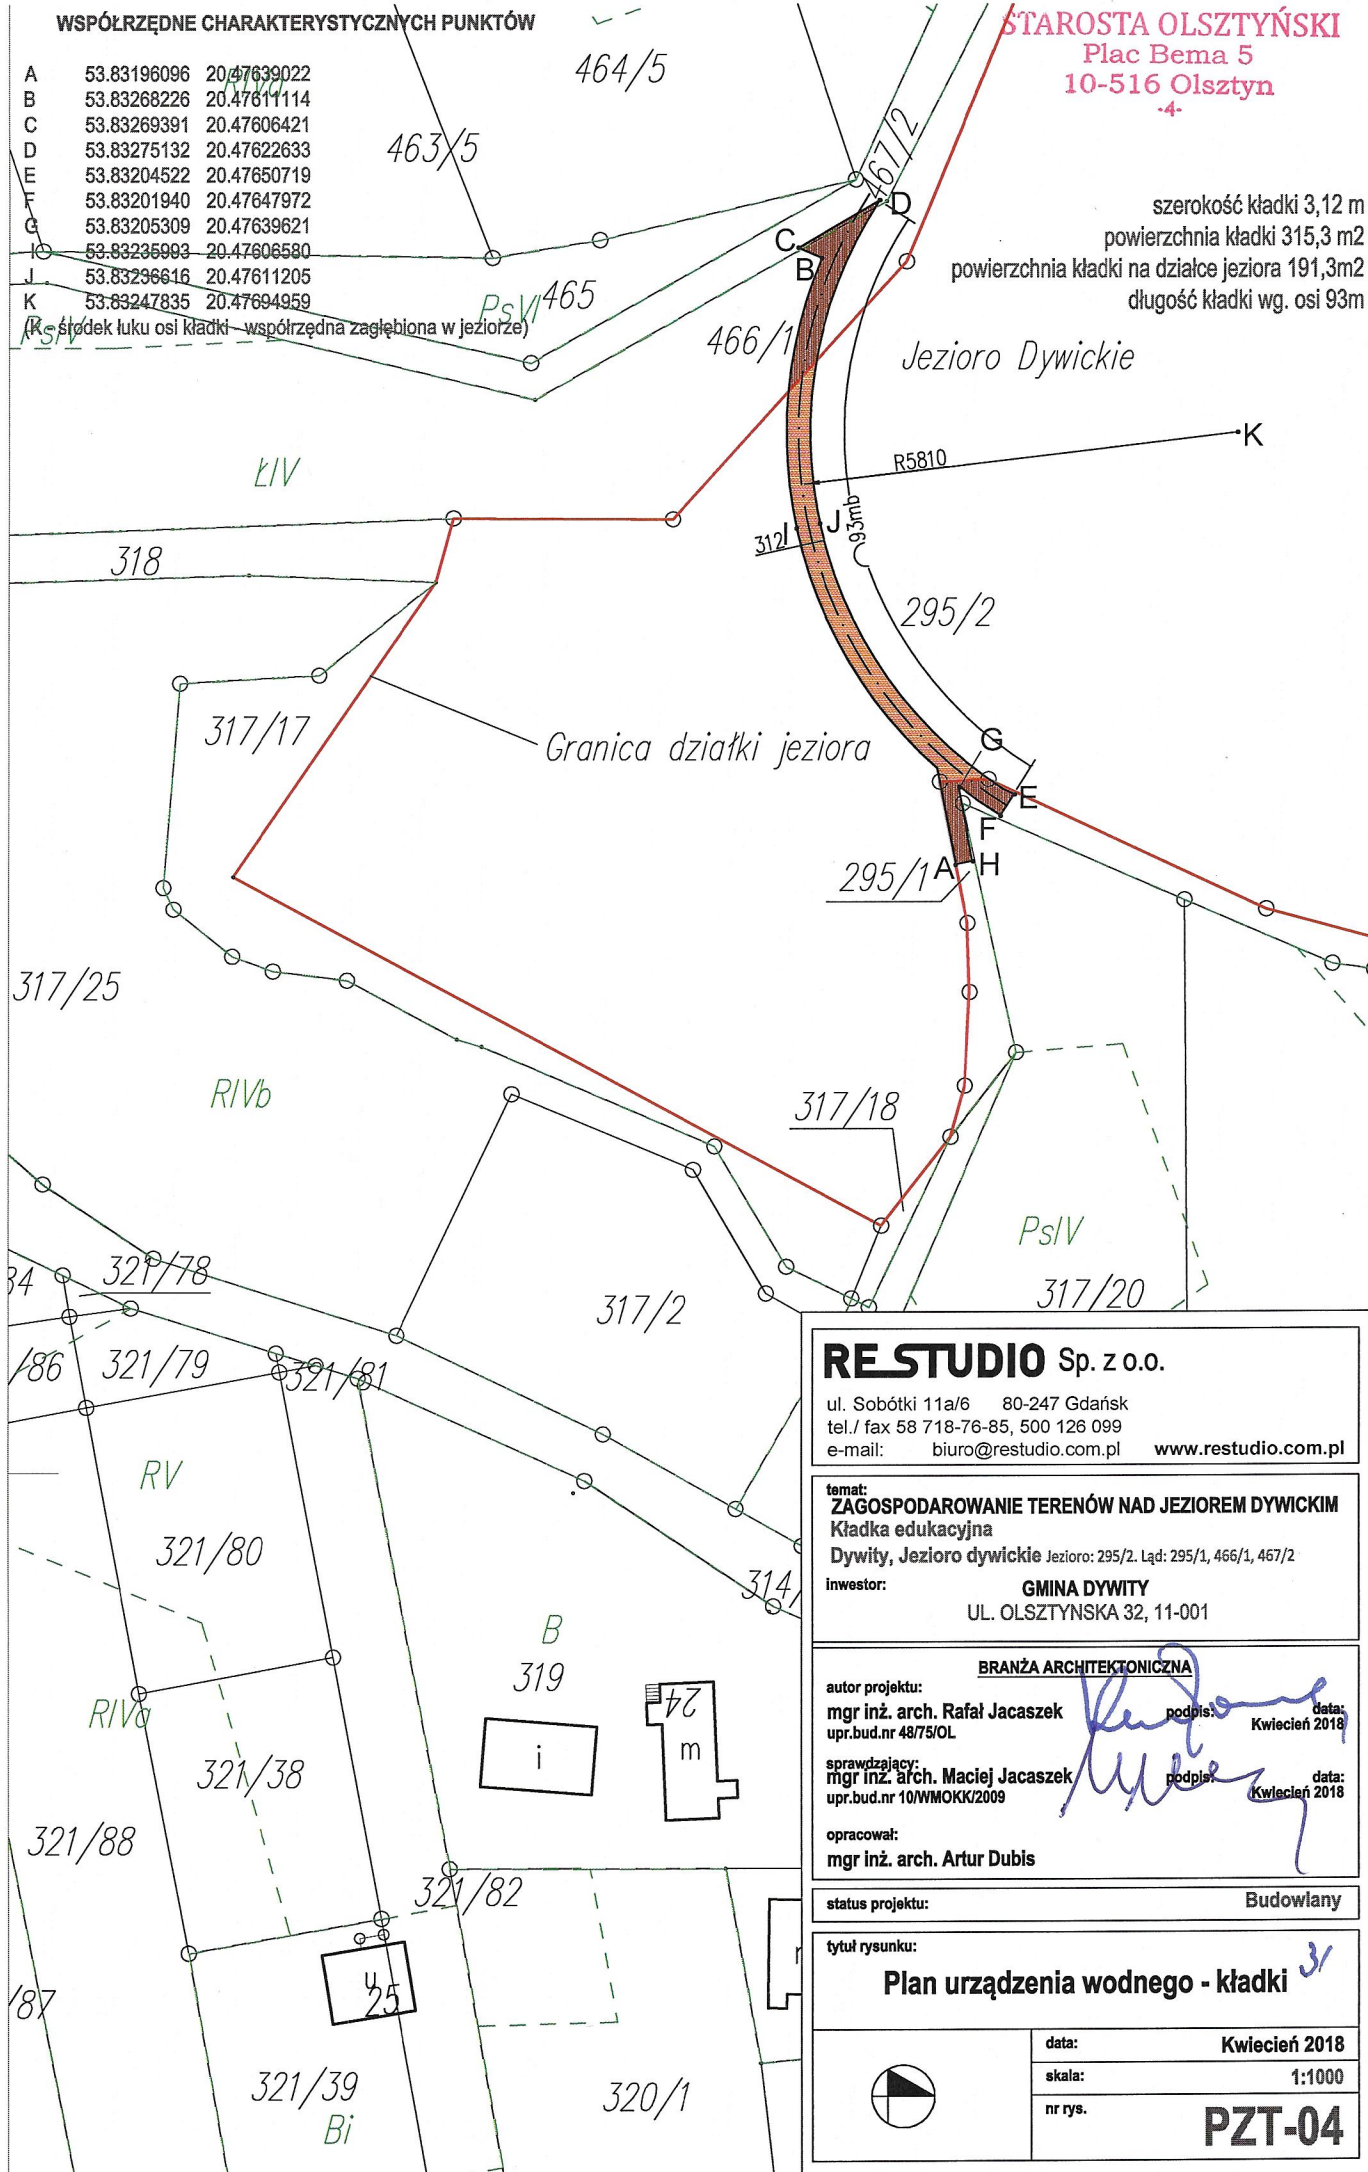 WSPÓŁRZĘDNE CHARAKTERYSTYCZNYCH PUNKTÓW
A 53.83196096 20.47639022
B 53.83268226 20.47611114
C 53.83269391 20.47606421
D 53.83275132 20.47622633
E 53.83204522 20.47650719
F 53.83201940 20.47647972
G 53.83205309 20.47639621
I 53.83235993 20.47606580
J 53.83236616 20.47611205
K 53.83247835 20.47694959
(K - środek łuku osi kładki - współrzędna zagłębiona w jeziorze)
STAROSTA OLSZTYŃSKI
Plac Bema 5
10-516 Olsztyn
-4-
szerokość kładki 3,12 m
powierzchnia kładki 315,3 m2
powierzchnia kładki na działce jeziora 191,3m2
długość kładki wg. osi 93m
RIVa
464/5
463/5
467/2
D
C
B
PsVI
465
PsIV
466/1
Jezioro Dywickie
K
R5810
ŁIV
318
I
J
312
93mb
295/2
317/17
Granica działki jeziora
G
E
F
A
H
295/1
317/25
RIVb
317/18
PsIV
317/20
84
321/78
317/2
/86
321/79
321/81
RV
321/80
314/
B
319
24
i
m
RIVa
321/38
321/88
321/82
u
25
/87
321/39
Bi
320/1
RE_STUDIO Sp. z o.o.
ul. Sobótki 11a/6 80-247 Gdańsk
tel./ fax 58 718-76-85, 500 126 099
e-mail: biuro@restudio.com.pl www.restudio.com.pl
temat:
ZAGOSPODAROWANIE TERENÓW NAD JEZIOREM DYWICKIM
Kładka edukacyjna
Dywity, Jezioro dywickie Jezioro: 295/2. Ląd: 295/1, 466/1, 467/2
inwestor:
GMINA DYWITY
UL. OLSZTYNSKA 32, 11-001
BRANŻA ARCHITEKTONICZNA
autor projektu:
mgr inż. arch. Rafał Jacaszek podpis: data:
upr.bud.nr 48/75/OL Kwiecień 2018
sprawdzający:
mgr inż. arch. Maciej Jacaszek podpis: data:
upr.bud.nr 10/WMOKK/2009 Kwiecień 2018
opracował:
mgr inż. arch. Artur Dubis
status projektu: Budowlany
tytuł rysunku:
Plan urządzenia wodnego - kładki
31
data: Kwiecień 2018
skala: 1:1000
nr rys. PZT-04